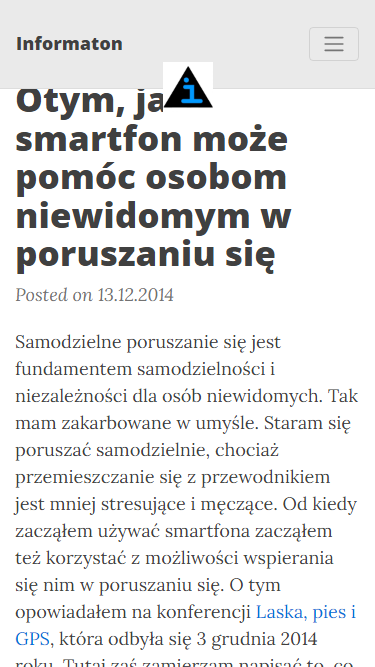 Informaton
i
Otym, ja
smartfon może
pomóc osobom
niewidomym w
poruszaniu się
Posted on 13.12.2014
Samodzielne poruszanie się jest
fundamentem samodzielności i
niezależności dla osób niewidomych. Tak
mam zakarbowane w umyśle. Staram się
poruszać samodzielnie, chociaż
przemieszczanie się z przewodnikiem
jest mniej stresujące i męczące. Od kiedy
zacząłem używać smartfona zacząłem
też korzystać z możliwości wspierania
się nim w poruszaniu się. O tym
opowiadałem na konferencji Laska, pies i
GPS, która odbyła się 3 grudnia 2014
roku. Tutaj zaś zamierzam napisać to, co